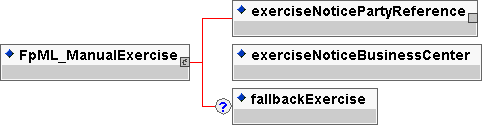 exerciseNoticePartyReference
FpML_ManualExercise
exerciseNoticeBusinessCenter
? fallbackExercise